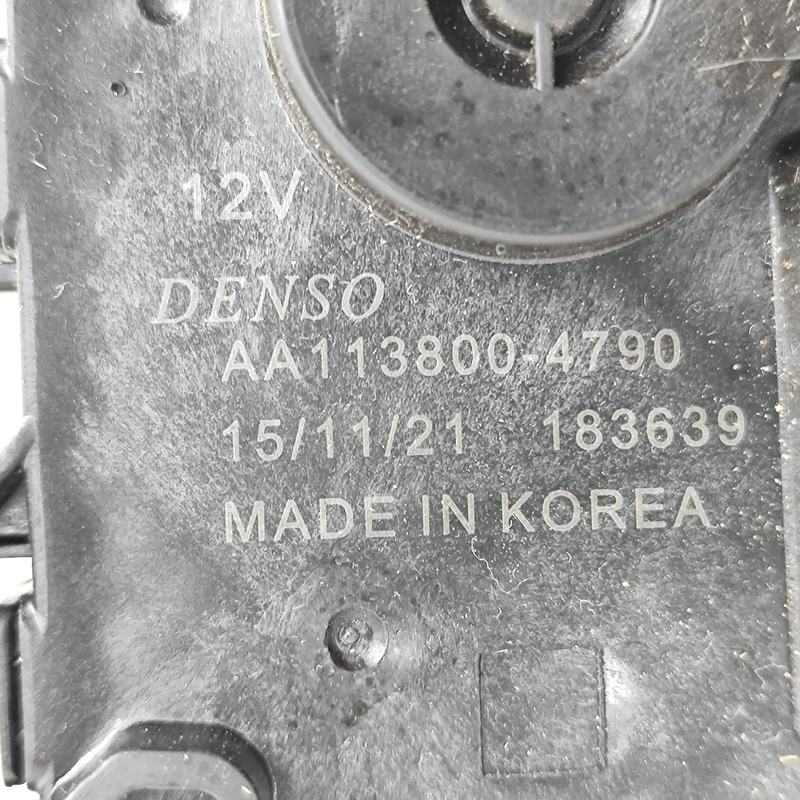 12V
DENSO
AA113800-4790
15/11/21 183639
MADE IN KOREA